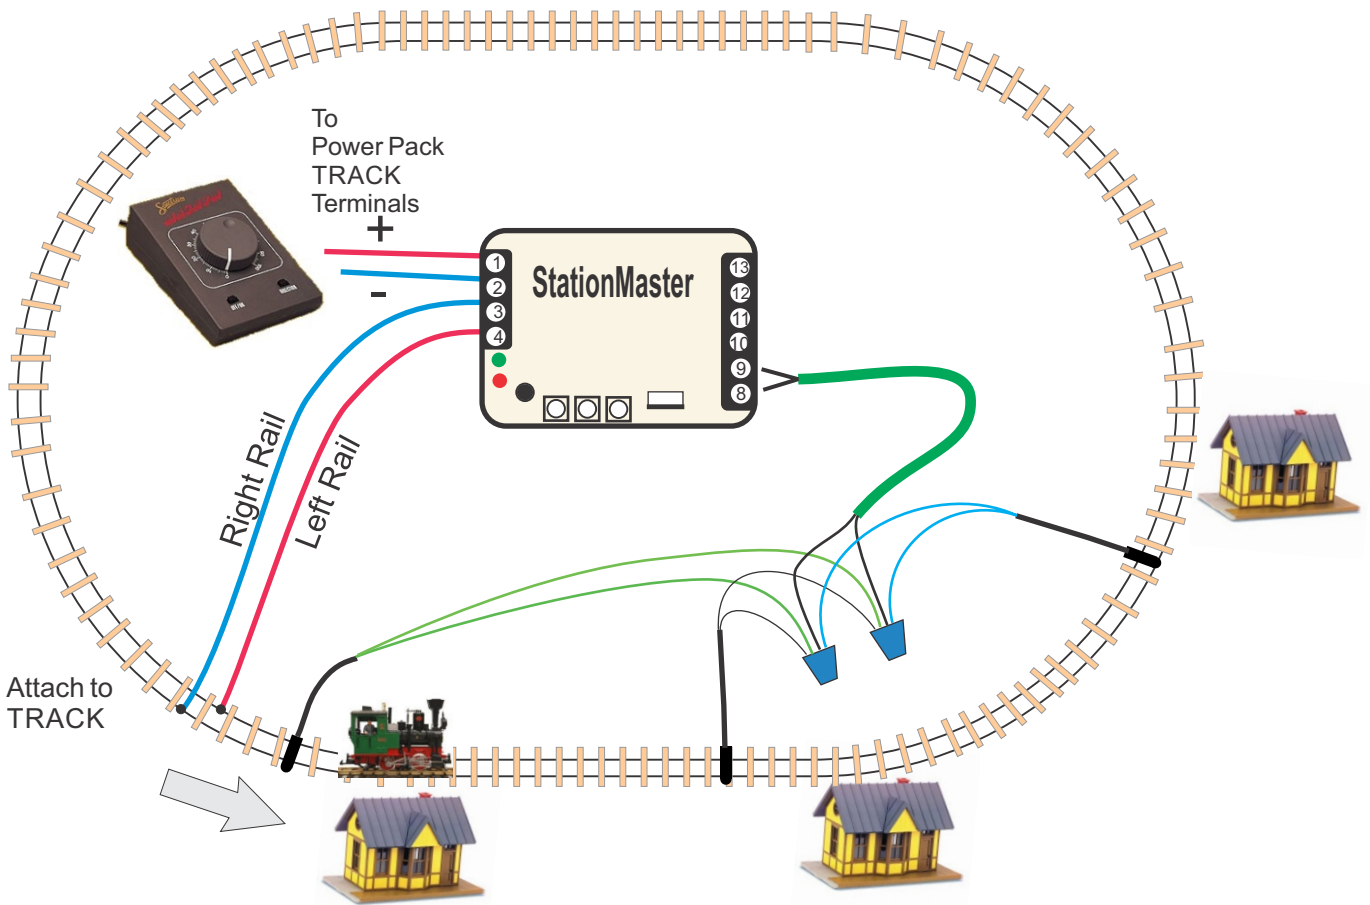 To
Power Pack
TRACK
Terminals
+
-
StationMaster
1
2
3
4
13
12
11
10
9
8
Right Rail
Left Rail
Attach to
TRACK